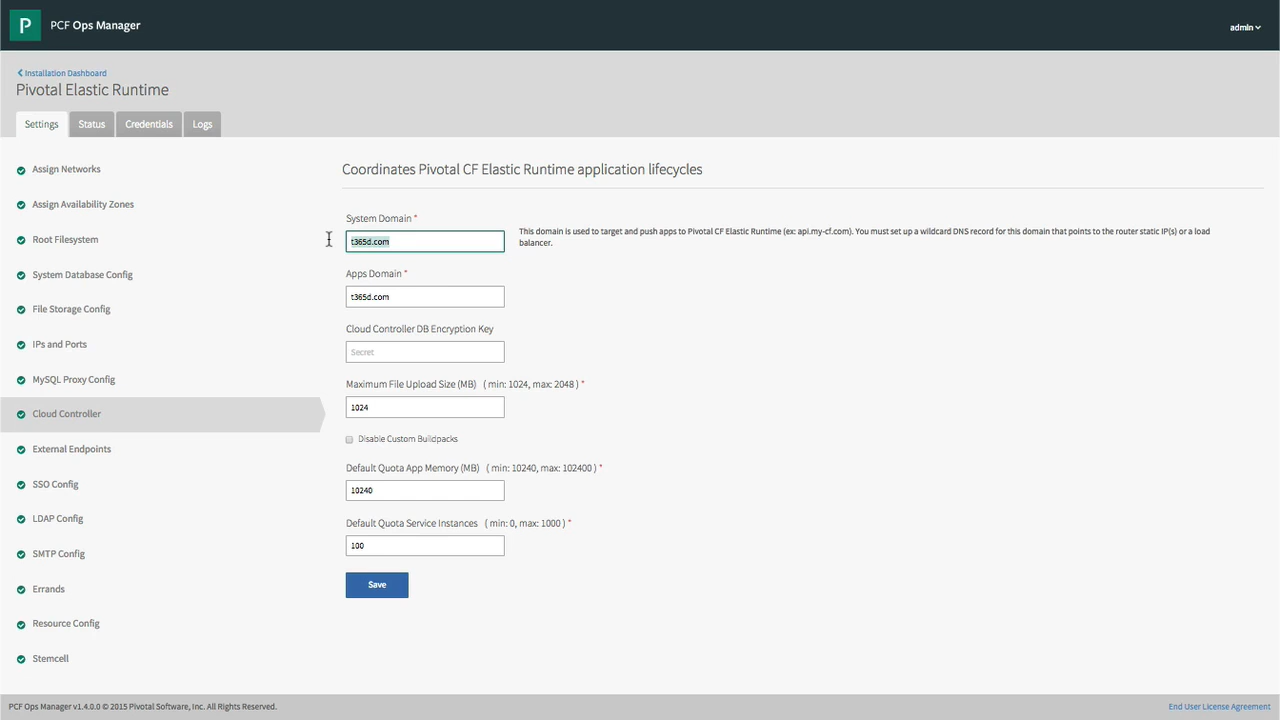 P PCF Ops Manager
admin
Installation Dashboard
Pivotal Elastic Runtime
Settings Status Credentials Logs
Assign Networks
Assign Availability Zones
Root Filesystem
System Database Config
File Storage Config
IPs and Ports
MySQL Proxy Config
Cloud Controller
External Endpoints
SSO Config
LDAP Config
SMTP Config
Errands
Resource Config
Stemcell
Coordinates Pivotal CF Elastic Runtime application lifecycles
System Domain *
t365d.com
This domain is used to target and push apps to Pivotal CF Elastic Runtime (ex: api.my-cf.com). You must set up a wildcard DNS record for this domain that points to the router static IP(s) or a load
balancer.
Apps Domain *
t365d.com
Cloud Controller DB Encryption Key
Secret
Maximum File Upload Size (MB) ( min: 1024, max: 2048 ) *
1024
Disable Custom Buildpacks
Default Quota App Memory (MB) ( min: 10240, max: 102400 ) *
10240
Default Quota Service Instances ( min: 0, max: 1000 ) *
100
Save
PCF Ops Manager v1.4.0.0 © 2015 Pivotal Software, Inc. All Rights Reserved.
End User License Agreement